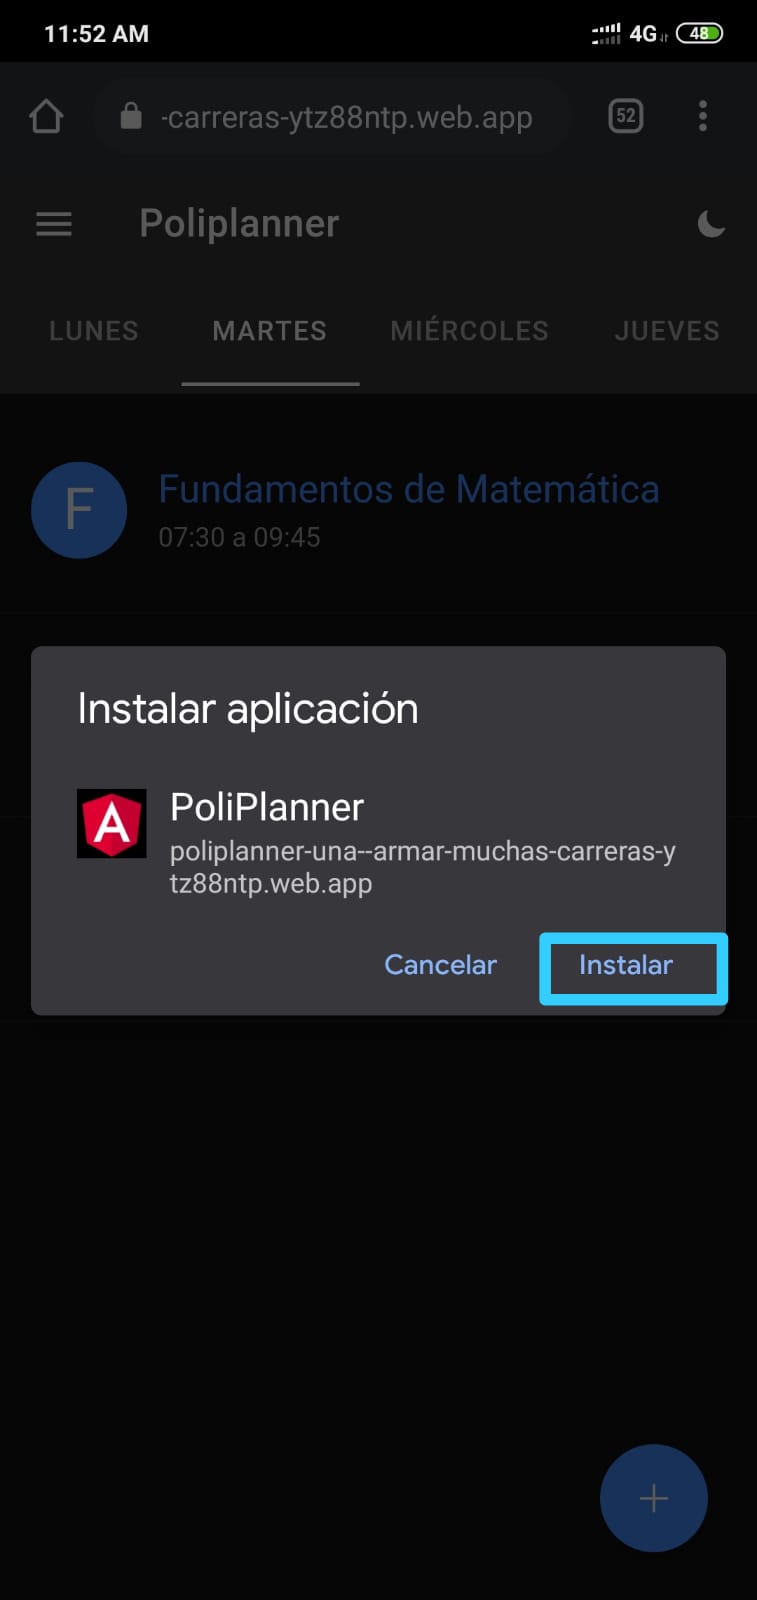 11:52 AM
4G
48
-carreras-ytz88ntp.web.app
52
Poliplanner
LUNES
MARTES
MIÉRCOLES
JUEVES
F
Fundamentos de Matemática
07:30 a 09:45
Instalar aplicación
A
PoliPlanner
poliplanner-una--armar-muchas-carreras-y
tz88ntp.web.app
Cancelar
Instalar